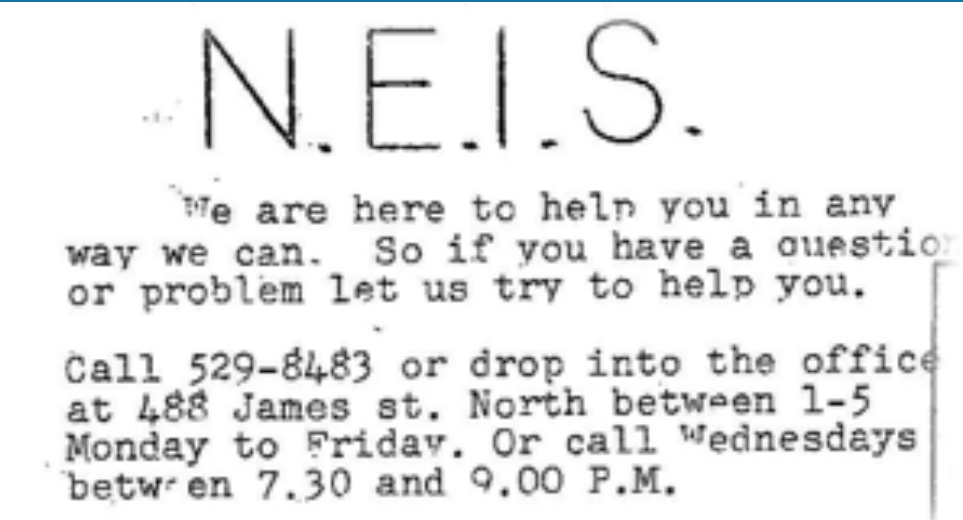 N.E.I.S.
We are here to help you in any
way we can. So if you have a question
or problem let us try to help you.
Call 529-8483 or drop into the office
at 488 James st. North between 1-5
Monday to Friday. Or call Wednesdays
between 7.30 and 9.00 P.M.